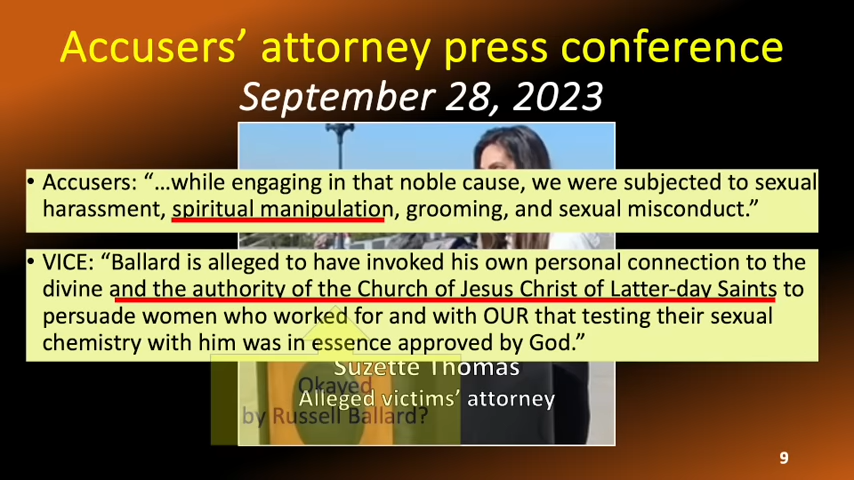 Accusers’ attorney press conference
September 28, 2023
• Accusers: “…while engaging in that noble cause, we were subjected to sexual
harassment, spiritual manipulation, grooming, and sexual misconduct.”
• VICE: “Ballard is alleged to have invoked his own personal connection to the
divine and the authority of the Church of Jesus Christ of Latter-day Saints to
persuade women who worked for and with OUR that testing their sexual
chemistry with him was in essence approved by God.”
Suzette Thomas
Okayed
Alleged victims’ attorney
by Russell Ballard?
9